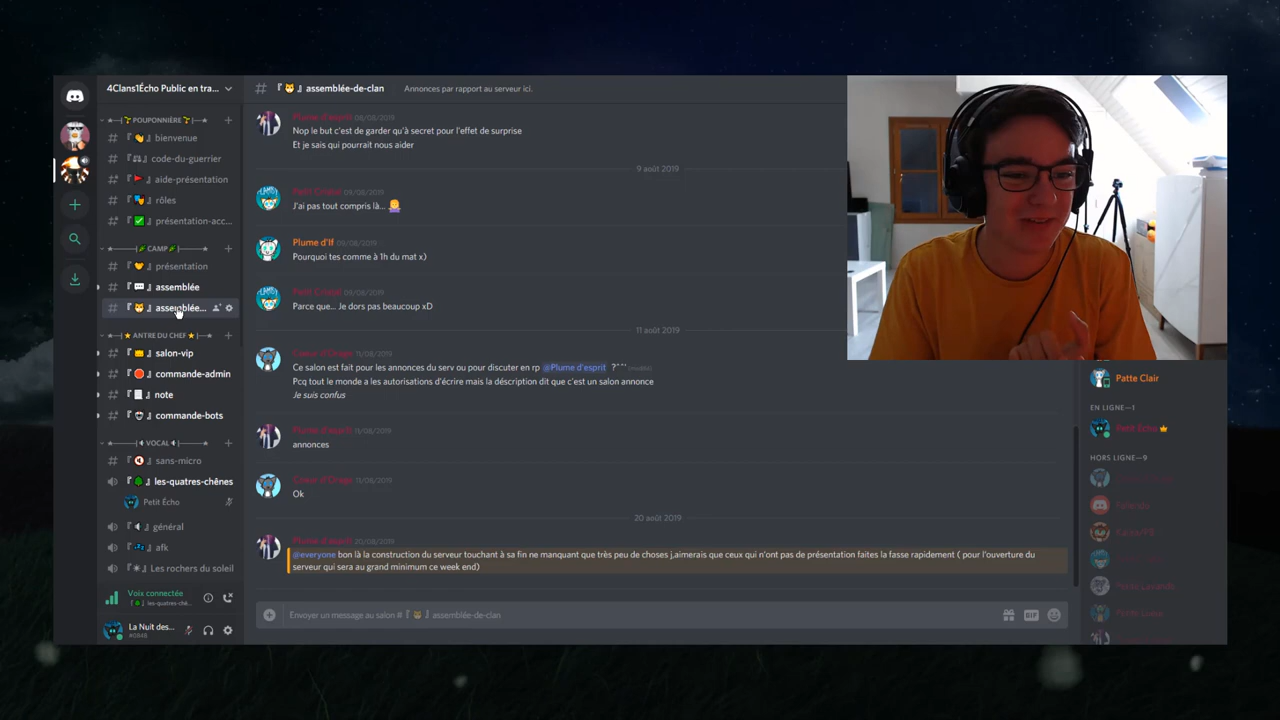 4Clans1Écho Public en tra...
POUPONNIÈRE
bienvenue
code-du-guerrier
aide-présentation
rôles
présentation-acc...
CAMP
présentation
assemblée
assemblée...
ANTRE DU CHEF
salon-vip
commande-admin
note
commande-bots
VOCAL
sans-micro
les-quatres-chênes
Petit Écho
général
afk
Les rochers du soleil
Voix connectée
les-quatres-chê...
La Nuit des...
#0848
# 『 』 assemblée-de-clan Annonces par rapport au serveur ici.
Plume d'esprit 08/08/2019
Nop le but c'est de garder qu'à secret pour l'effet de surprise
Et je sais qui pourrait nous aider
9 août 2019
09/08/2019
J'ai pas tout compris là...
Plume d'If 09/08/2019
Pourquoi tes comme à 1h du mat x)
09/08/2019
Parce que... Je dors pas beaucoup xD
11 août 2019
11/08/2019
Ce salon est fait pour les annonces du serv ou pour discuter en rp @Plume d'esprit ?^^' (modifié)
Pcq tout le monde a les autorisations d'écrire mais la déscription dit que c'est un salon annonce
Je suis confus
Plume d'esprit 11/08/2019
annonces
11/08/2019
Ok
20 août 2019
Plume d'esprit 20/08/2019
@everyone bon là la construction du serveur touchant à sa fin ne manquant que très peu de choses j,aimerais que ceux qui n'ont pas de présentation faites la fasse rapidement ( pour l'ouverture du
serveur qui sera au grand minimum ce week end)
Envoyer un message au salon # 『 』 assemblée-de-clan
GIF
Patte Clair
EN LIGNE—1
Petit Écho
HORS LIGNE—9